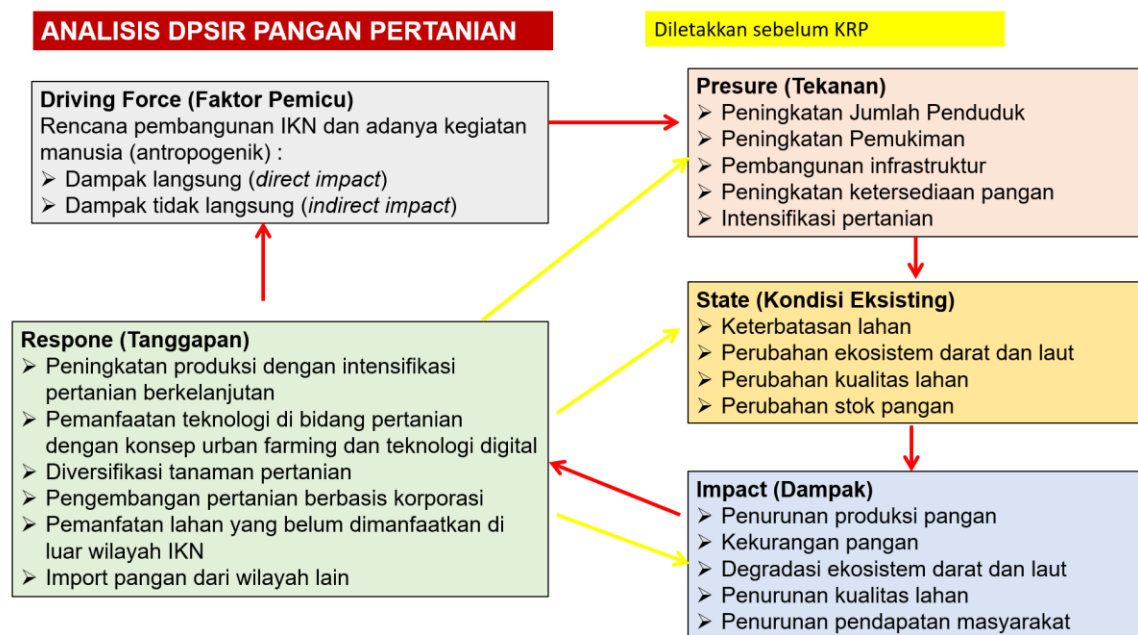 ANALISIS DPSIR PANGAN PERTANIAN
Diletakkan sebelum KRP
Driving Force (Faktor Pemicu)
Rencana pembangunan IKN dan adanya kegiatan
manusia (antropogenik) :
➢ Dampak langsung (direct impact)
➢ Dampak tidak langsung (indirect impact)
Presure (Tekanan)
➢ Peningkatan Jumlah Penduduk
➢ Peningkatan Pemukiman
➢ Pembangunan infrastruktur
➢ Peningkatan ketersediaan pangan
➢ Intensifikasi pertanian
State (Kondisi Eksisting)
➢ Keterbatasan lahan
➢ Perubahan ekosistem darat dan laut
➢ Perubahan kualitas lahan
➢ Perubahan stok pangan
Impact (Dampak)
➢ Penurunan produksi pangan
➢ Kekurangan pangan
➢ Degradasi ekosistem darat dan laut
➢ Penurunan kualitas lahan
➢ Penurunan pendapatan masyarakat
Respone (Tanggapan)
➢ Peningkatan produksi dengan intensifikasi
pertanian berkelanjutan
➢ Pemanfaatan teknologi di bidang pertanian
dengan konsep urban farming dan teknologi digital
➢ Diversifikasi tanaman pertanian
➢ Pengembangan pertanian berbasis korporasi
➢ Pemanfatan lahan yang belum dimanfaatkan di
luar wilayah IKN
➢ Import pangan dari wilayah lain